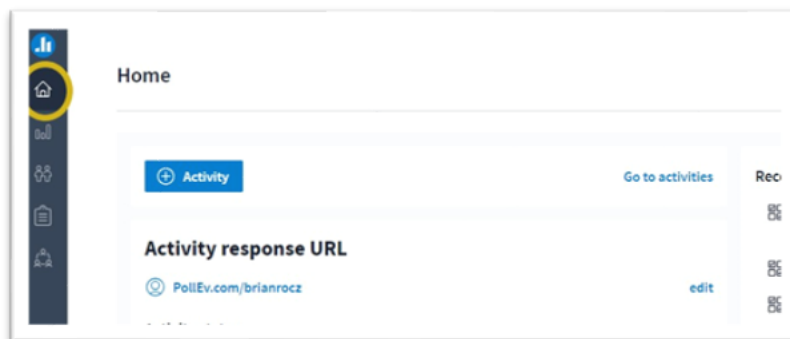 Home
Activity
Go to activities
Activity response URL
PollEv.com/brianrocz
edit